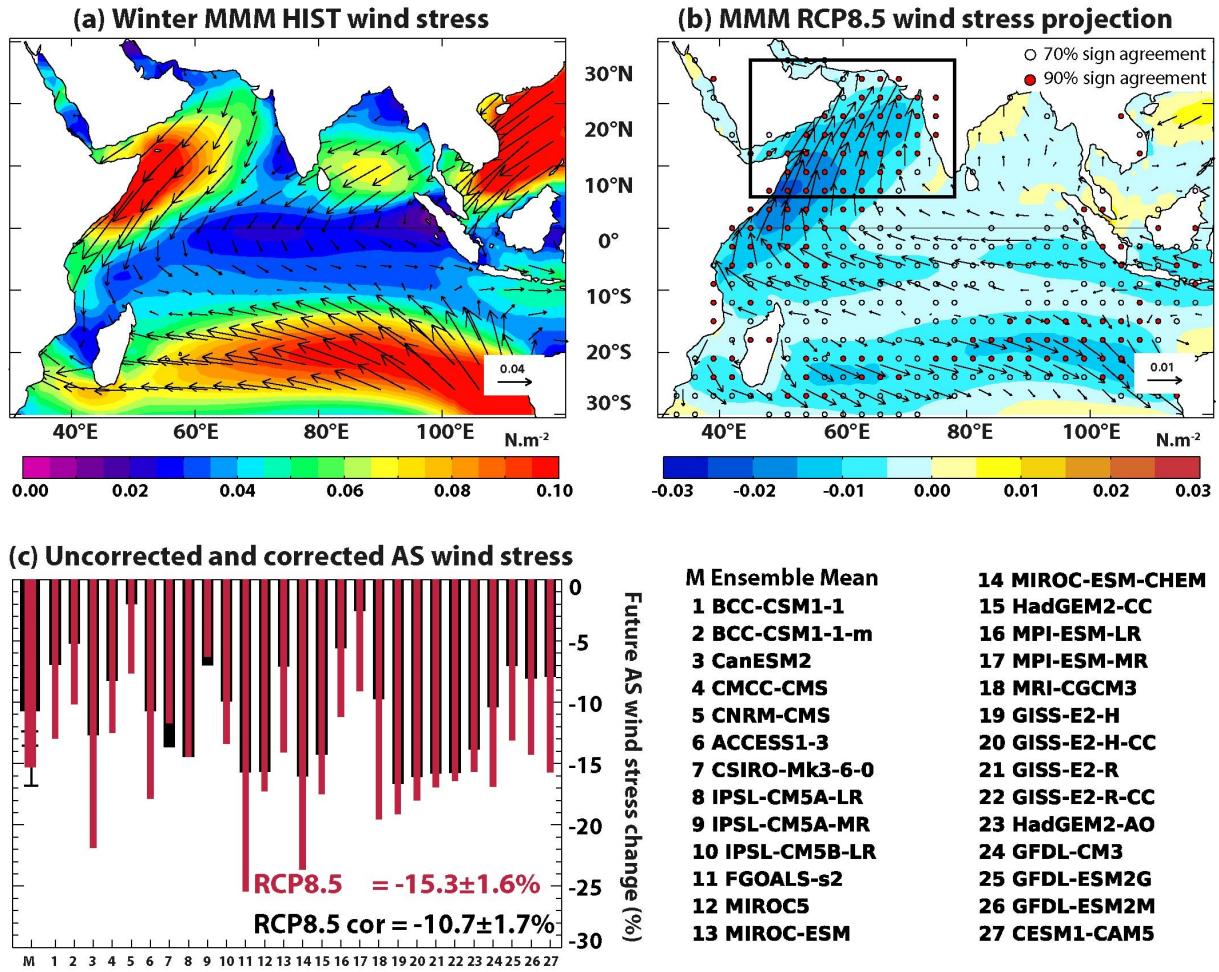 (a) Winter MMM HIST wind stress
(b) MMM RCP8.5 wind stress projection
70% sign agreement
90% sign agreement
30°N
20°N
10°N
0°
10°S
20°S
30°S
0.04
0.01
40°E 60°E 80°E 100°E N.m-2
40°E 60°E 80°E 100°E N.m-2
0.00 0.02 0.04 0.06 0.08 0.10
-0.03 -0.02 -0.01 0.00 0.01 0.02 0.03
(c) Uncorrected and corrected AS wind stress
0
-5
-10
-15
-20
-25
-30
Future AS wind stress change (%)
RCP8.5 = -15.3±1.6%
RCP8.5 cor = -10.7±1.7%
M 1 2 3 4 5 6 7 8 9 10 11 12 13 14 15 16 17 18 19 20 21 22 23 24 25 26 27
M Ensemble Mean
1 BCC-CSM1-1
2 BCC-CSM1-1-m
3 CanESM2
4 CMCC-CMS
5 CNRM-CMS
6 ACCESS1-3
7 CSIRO-Mk3-6-0
8 IPSL-CM5A-LR
9 IPSL-CM5A-MR
10 IPSL-CM5B-LR
11 FGOALS-s2
12 MIROC5
13 MIROC-ESM
14 MIROC-ESM-CHEM
15 HadGEM2-CC
16 MPI-ESM-LR
17 MPI-ESM-MR
18 MRI-CGCM3
19 GISS-E2-H
20 GISS-E2-H-CC
21 GISS-E2-R
22 GISS-E2-R-CC
23 HadGEM2-AO
24 GFDL-CM3
25 GFDL-ESM2G
26 GFDL-ESM2M
27 CESM1-CAM5